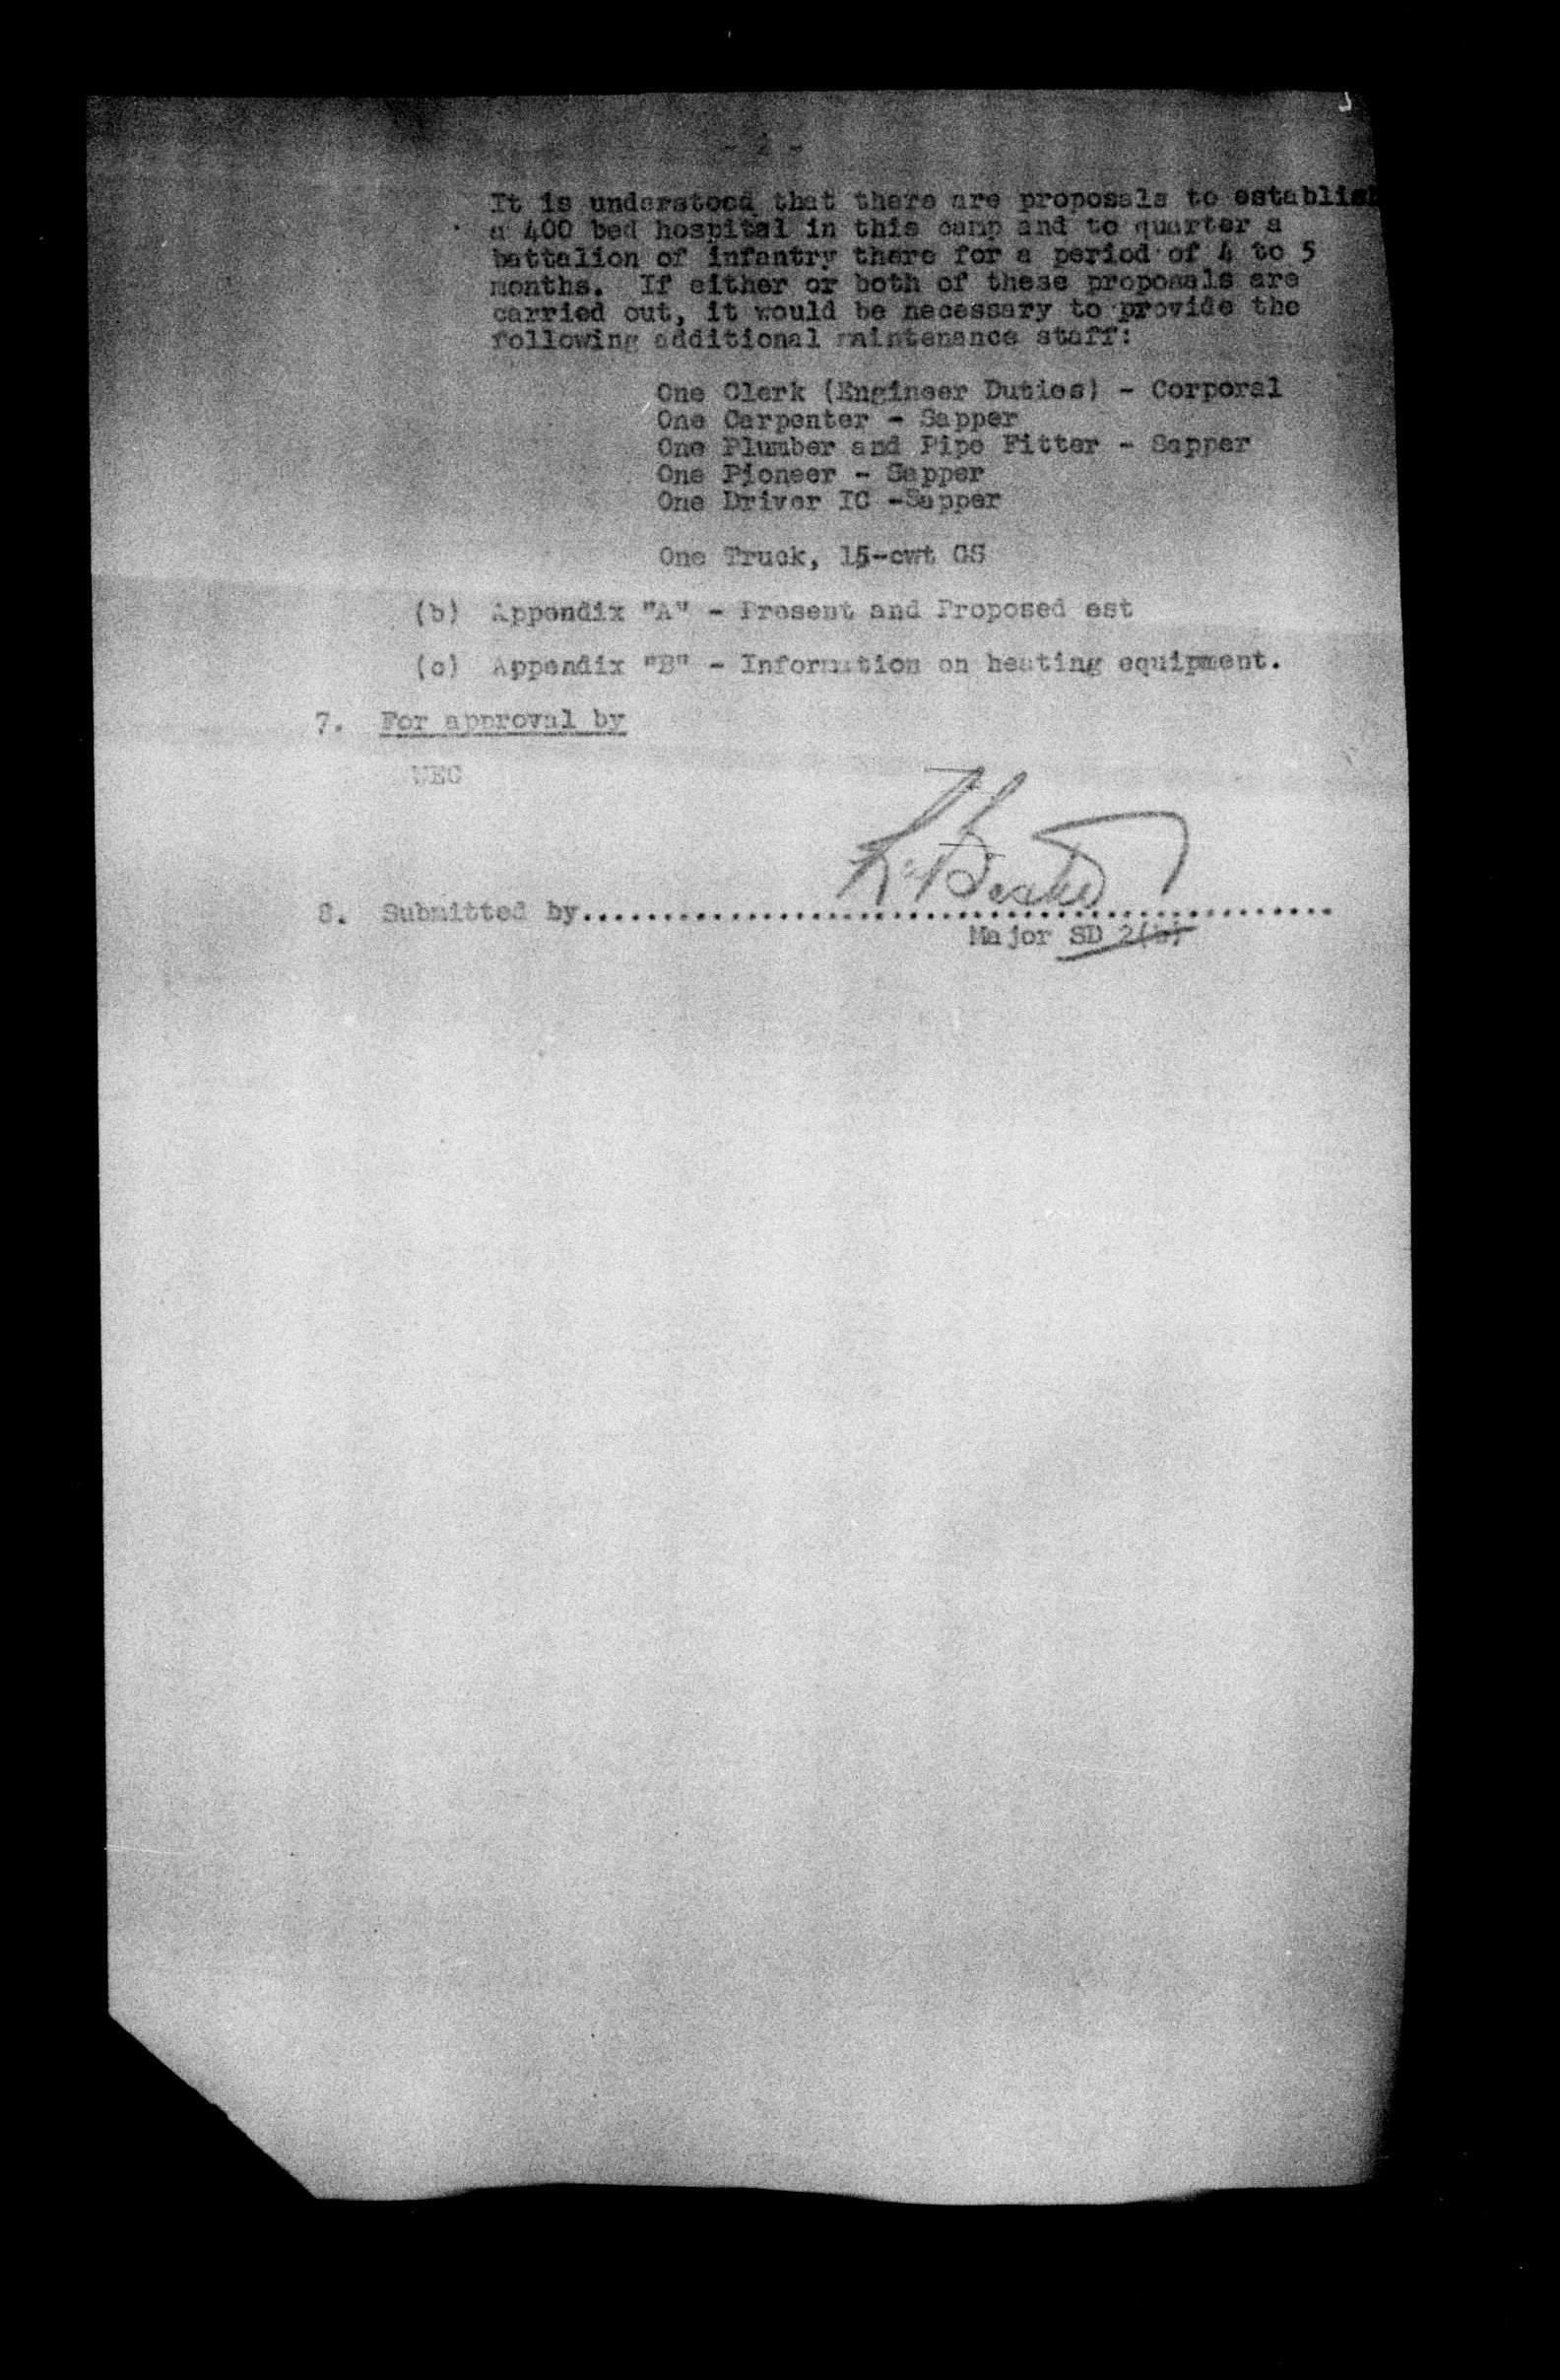 - 2 -
It is understood that there are proposals to establish
a 400 bed hospital in this camp and to quarter a
battalion of infantry there for a period of 4 to 5
months. If either or both of these proposals are
carried out, it would be necessary to provide the
following additional maintenance staff:
One Clerk (Engineer Duties) - Corporal
One Carpenter - Sapper
One Plumber and Pipe Fitter - Sapper
One Pioneer - Sapper
One Driver IC -Sapper
One Truck, 15-cwt GS
(b) Appendix "A" - Present and Proposed est
(c) Appendix "B" - Information on heating equipment.
7. For approval by
WEC
8. Submitted by..............................................
Major SD 2(b)